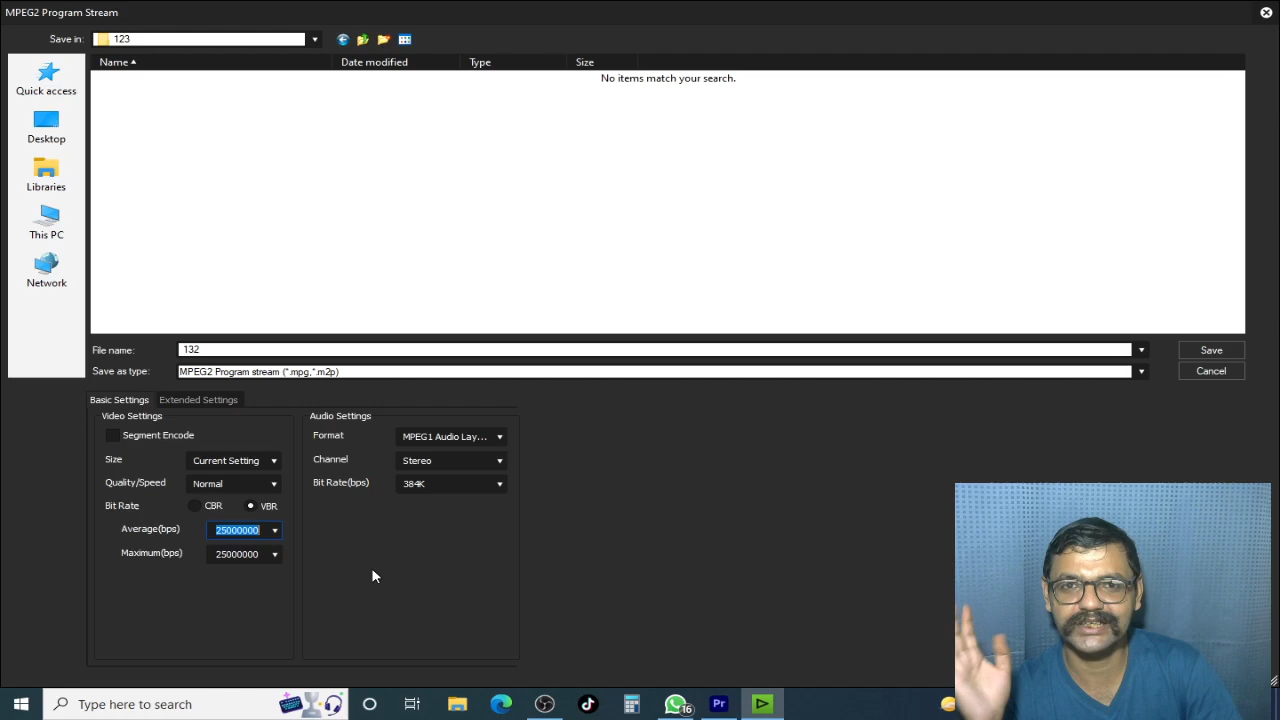 MPEG2 Program Stream
Save in: 123
Name Date modified Type Size
No items match your search.
Quick access
Desktop
Libraries
This PC
Network
File name: 132 Save
Save as type: MPEG2 Program stream (*.mpg,*.m2p) Cancel
Basic Settings Extended Settings
Video Settings
Segment Encode
Size Current Setting
Quality/Speed Normal
Bit Rate CBR VBR
Average(bps) 25000000
Maximum(bps) 25000000
Audio Settings
Format MPEG1 Audio Lay...
Channel Stereo
Bit Rate(bps) 384K
Type here to search
16
Pr